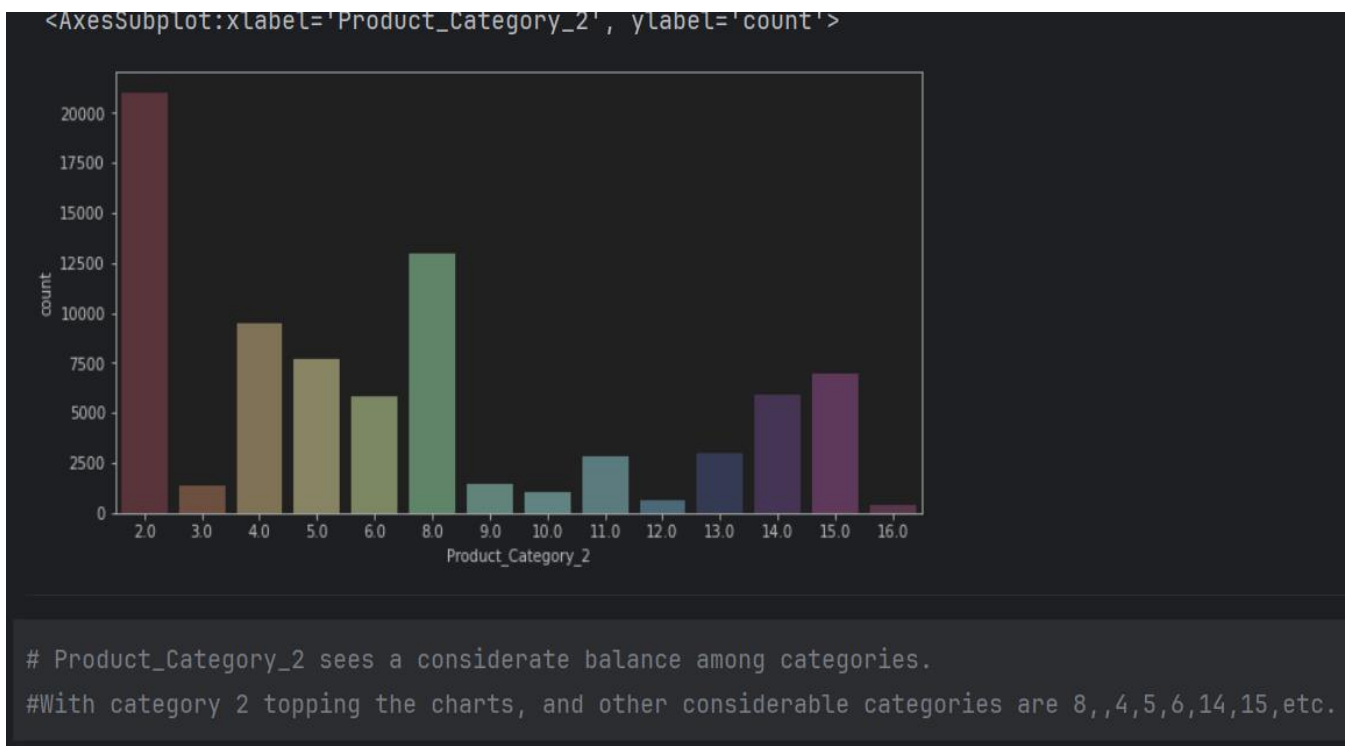 <AxesSubplot:xlabel='Product_Category_2', ylabel='count'>
20000
17500
15000
12500
10000
7500
5000
2500
0
count
2.0 3.0 4.0 5.0 6.0 8.0 9.0 10.0 11.0 12.0 13.0 14.0 15.0 16.0
Product_Category_2
# Product_Category_2 sees a considerate balance among categories.
#With category 2 topping the charts, and other considerable categories are 8,,4,5,6,14,15,etc.